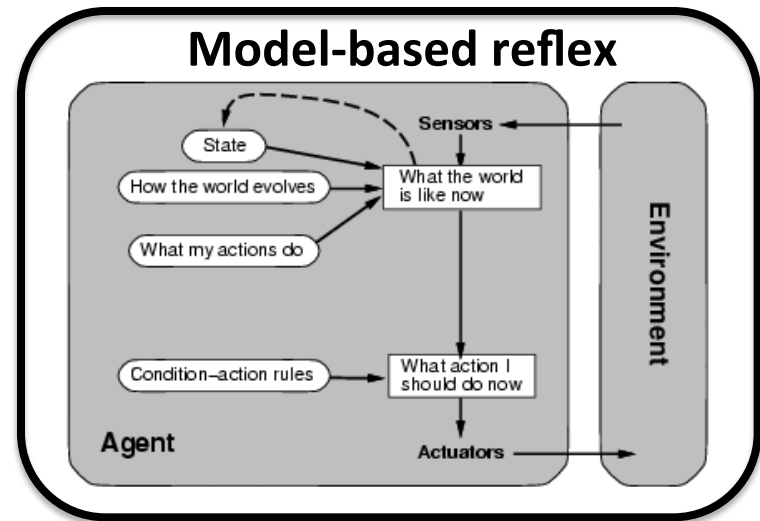 Model-based reflex
Sensors
State
What the world
is like now
How the world evolves
What my actions do
Environment
What action I
should do now
Condition–action rules
Agent
Actuators